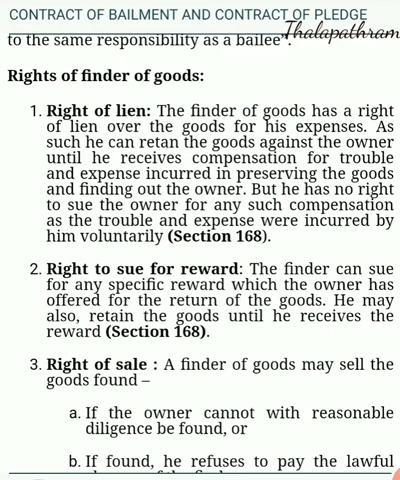 CONTRACT OF BAILMENT AND CONTRACT OF PLEDGE
Thalapathram
to the same responsibility as a bailee".
Rights of finder of goods:
1. Right of lien: The finder of goods has a right
of lien over the goods for his expenses. As
such he can retan the goods against the owner
until he receives compensation for trouble
and expense incurred in preserving the goods
and finding out the owner. But he has no right
to sue the owner for any such compensation
as the trouble and expense were incurred by
him voluntarily (Section 168).
2. Right to sue for reward: The finder can sue
for any specific reward which the owner has
offered for the return of the goods. He may
also, retain the goods until he receives the
reward (Section 168).
3. Right of sale : A finder of goods may sell the
goods found –
a. If the owner cannot with reasonable
diligence be found, or
b. If found, he refuses to pay the lawful